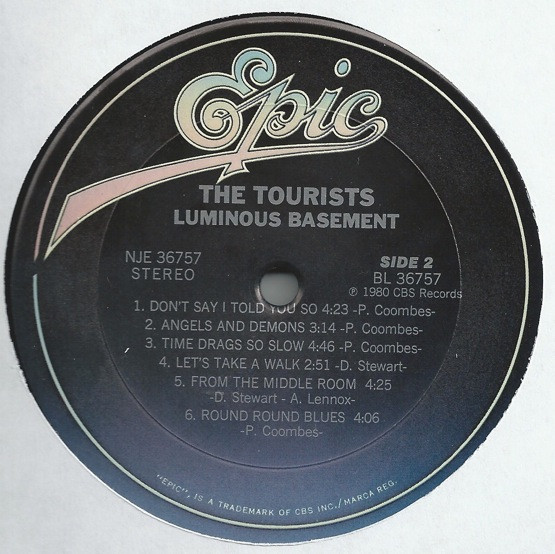 Epic
THE TOURISTS
LUMINOUS BASEMENT
NJE 36757
STEREO
SIDE 2
BL 36757
℗ 1980 CBS Records
1. DON'T SAY I TOLD YOU SO 4:23 -P. Coombes-
2. ANGELS AND DEMONS 3:14 -P. Coombes-
3. TIME DRAGS SO SLOW 4:46 -P. Coombes-
4. LET'S TAKE A WALK 2:51 -D. Stewart-
5. FROM THE MIDDLE ROOM 4:25
-D. Stewart - A. Lennox-
6. ROUND ROUND BLUES 4:06
-P. Coombes-
"EPIC", IS A TRADEMARK OF CBS INC./MARCA REG.